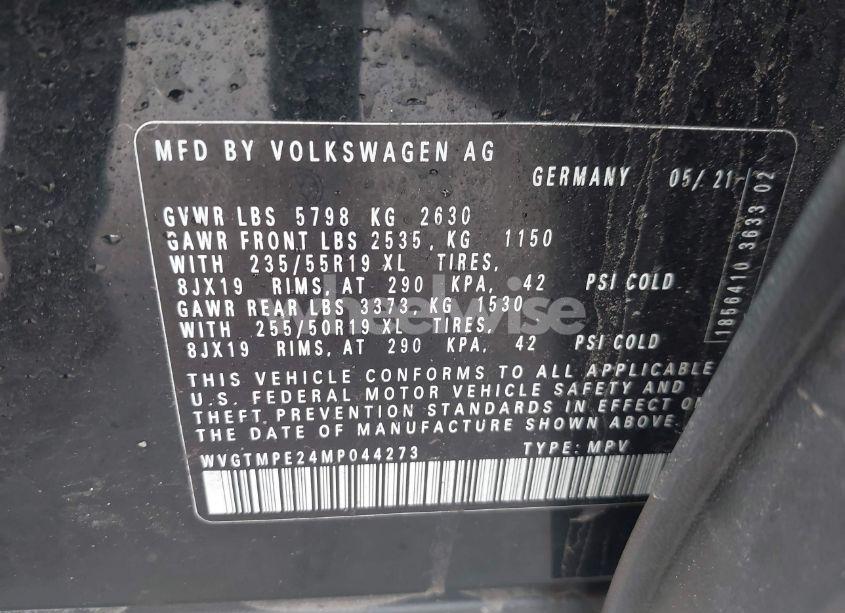 MFD BY VOLKSWAGEN AG
GERMANY 05/21
GVWR LBS 5798 KG 2630
GAWR FRONT LBS 2535, KG 1150
WITH 235/55R19 XL TIRES,
8JX19 RIMS, AT 290 KPA, 42 PSI COLD
GAWR REAR LBS 3373, KG 1530
WITH 255/50R19 XL TIRES,
8JX19 RIMS, AT 290 KPA, 42 PSI COLD
THIS VEHICLE CONFORMS TO ALL APPLICABLE
U.S. FEDERAL MOTOR VEHICLE SAFETY AND
THEFT PREVENTION STANDARDS IN EFFECT O
THE DATE OF MANUFACTURE SHOWN ABOVE.
WVGTMPE24MP044273 TYPE: MPV
1856410 3633 02
wheelwise